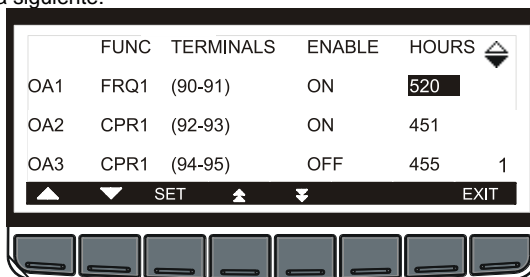 a siguiente:
FUNC TERMINALS ENABLE HOURS
OA1 FRQ1 (90-91) ON 520
OA2 CPR1 (92-93) ON 451
OA3 CPR1 (94-95) OFF 455 1
SET EXIT